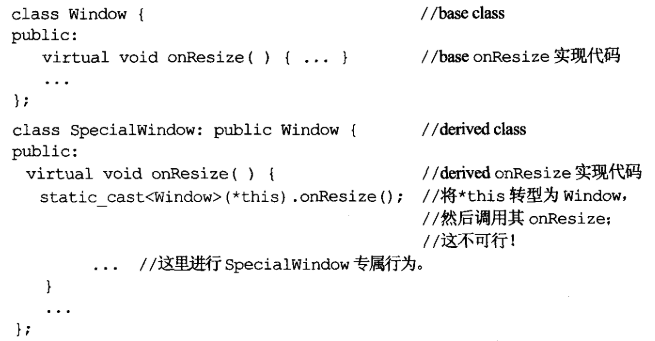 class Window { //base class
public:
virtual void onResize( ) { ... } //base onResize 实现代码
...
};
class SpecialWindow: public Window { //derived class
public:
virtual void onResize( ) { //derived onResize 实现代码
static_cast<Window>(*this).onResize(); //将*this 转型为 Window,
//然后调用其 onResize;
//这不可行!
... //这里进行 SpecialWindow 专属行为。
}
...
};